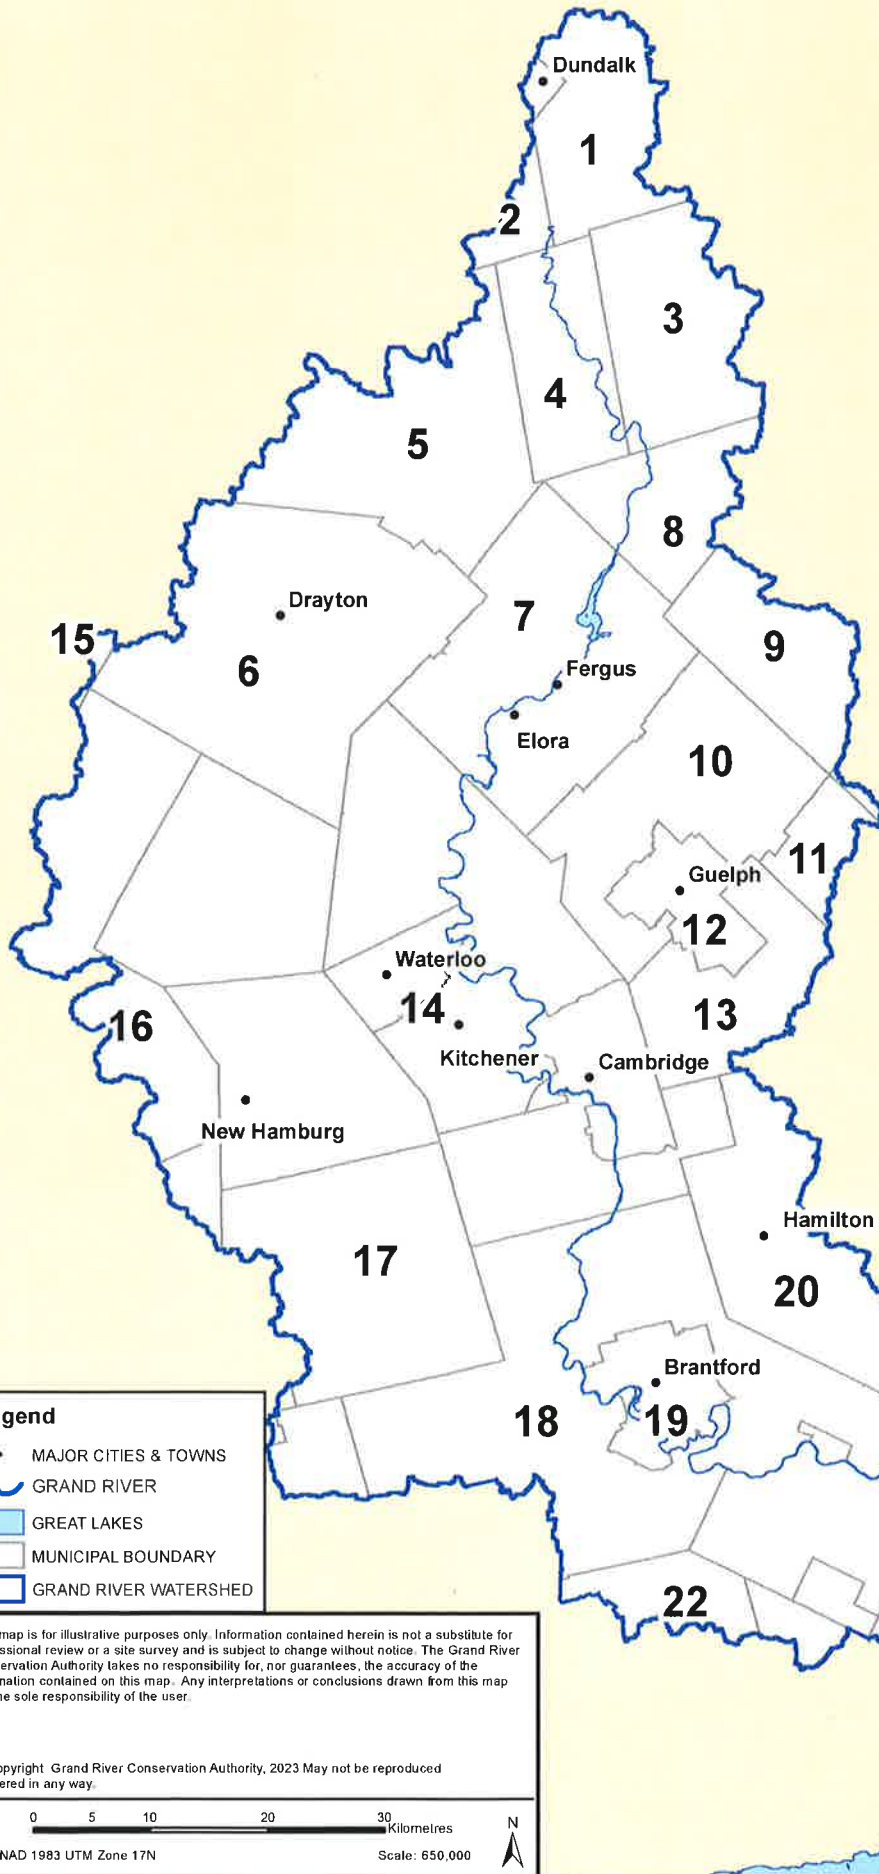 Dundalk
1
2
3
4
5
8
Drayton
7
15
9
6
Fergus
Elora
10
11
Guelph
12
Waterloo
14
16
13
Kitchener
Cambridge
New Hamburg
Hamilton
17
20
Brantford
18
19
22
gend
MAJOR CITIES & TOWNS
GRAND RIVER
GREAT LAKES
MUNICIPAL BOUNDARY
GRAND RIVER WATERSHED
map is for illustrative purposes only. Information contained herein is not a substitute for
ssional review or a site survey and is subject to change without notice. The Grand River
ervation Authority takes no responsibility for, nor guarantees, the accuracy of the
nation contained on this map. Any interpretations or conclusions drawn from this map
ne sole responsibility of the user.
opyright Grand River Conservation Authority, 2023 May not be reproduced
ered in any way.
0 5 10 20 30
Kilometres
N
NAD 1983 UTM Zone 17N Scale: 650,000